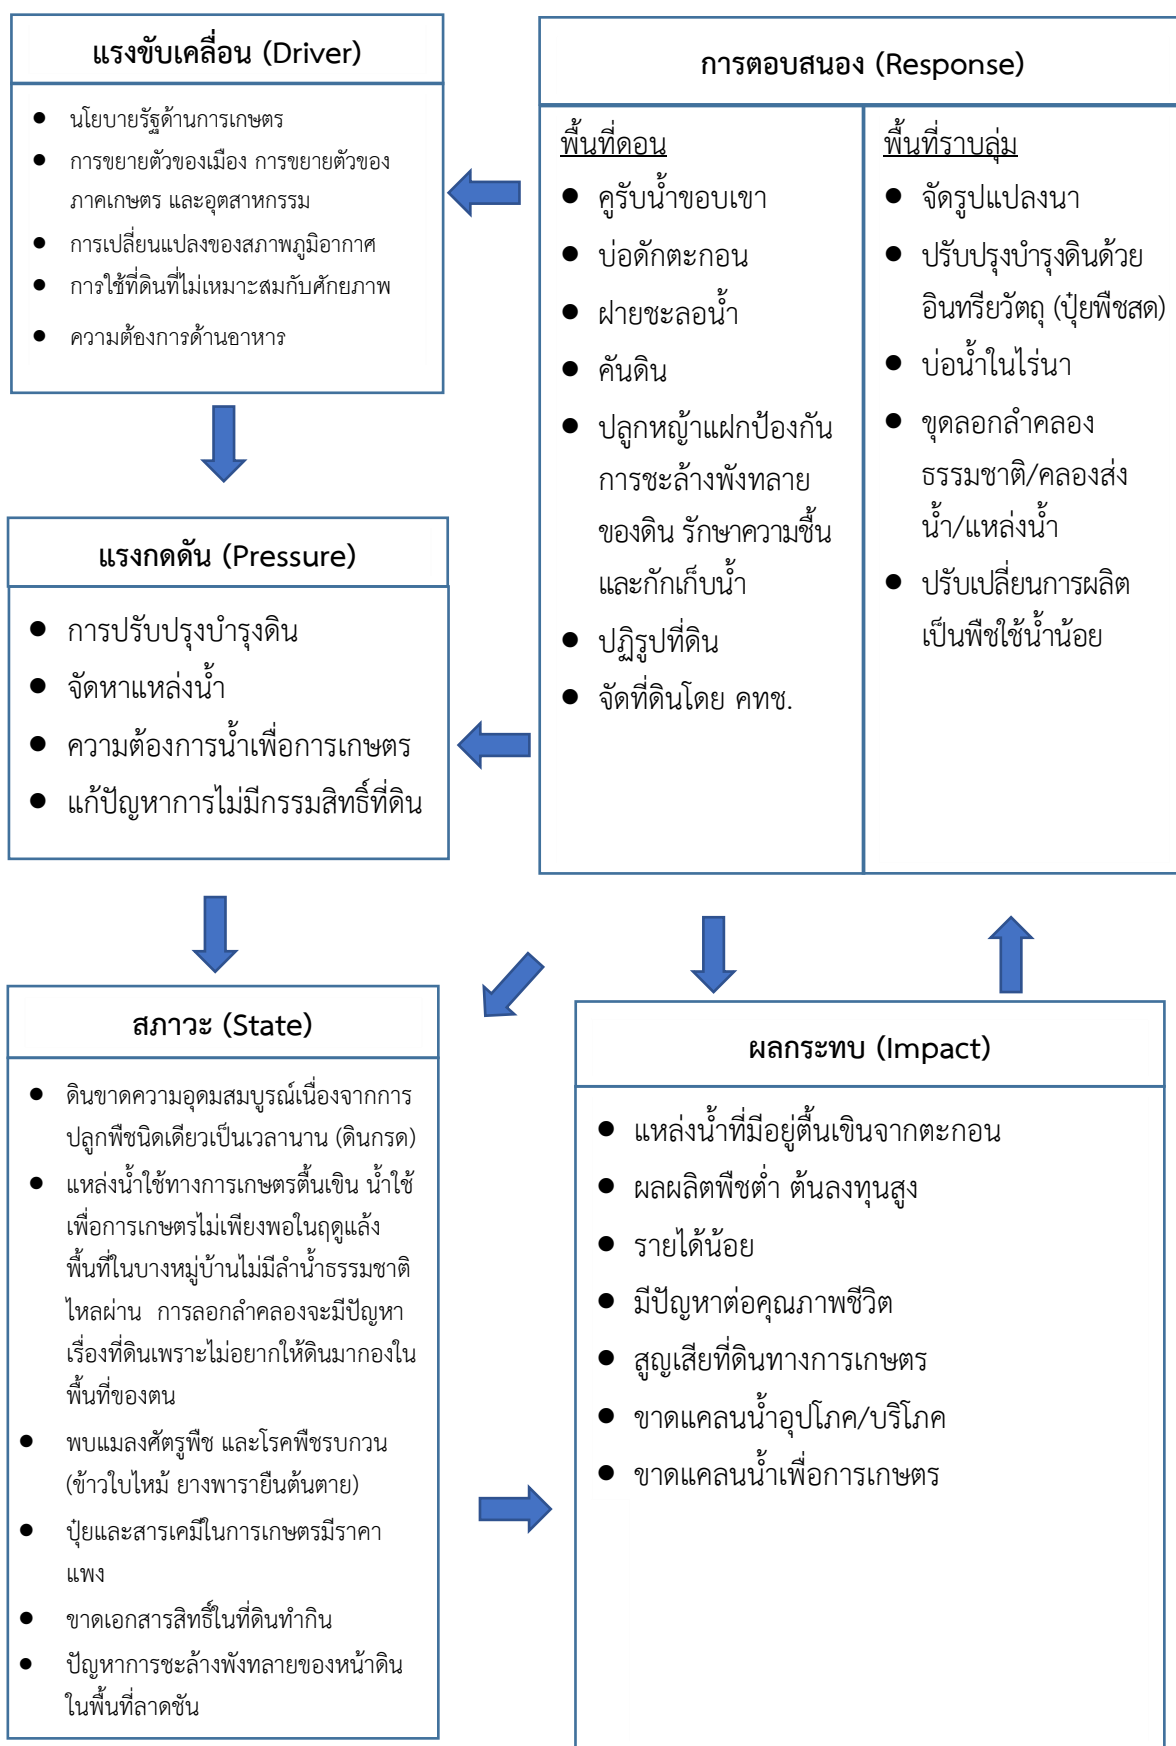 แรงขับเคลื่อน (Driver)
● นโยบายรัฐด้านการเกษตร
● การขยายตัวของเมือง การขยายตัวของ
ภาคเกษตร และอุตสาหกรรม
● การเปลี่ยนแปลงของสภาพภูมิอากาศ
● การใช้ที่ดินที่ไม่เหมาะสมกับศักยภาพ
● ความต้องการด้านอาหาร
การตอบสนอง (Response)
พื้นที่ดอน
● คูรับน้ำขอบเขา
● บ่อดักตะกอน
● ฝายชะลอน้ำ
● คันดิน
● ปลูกหญ้าแฝกป้องกัน
การชะล้างพังทลาย
ของดิน รักษาความชื้น
และกักเก็บน้ำ
● ปฏิรูปที่ดิน
● จัดที่ดินโดย คทช.
พื้นที่ราบลุ่ม
● จัดรูปแปลงนา
● ปรับปรุงบำรุงดินด้วย
อินทรียวัตถุ (ปุ๋ยพืชสด)
● บ่อน้ำในไร่นา
● ขุดลอกลำคลอง
ธรรมชาติ/คลองส่ง
น้ำ/แหล่งน้ำ
● ปรับเปลี่ยนการผลิต
เป็นพืชใช้น้ำน้อย
แรงกดดัน (Pressure)
● การปรับปรุงบำรุงดิน
● จัดหาแหล่งน้ำ
● ความต้องการน้ำเพื่อการเกษตร
● แก้ปัญหาการไม่มีกรรมสิทธิ์ที่ดิน
สภาวะ (State)
● ดินขาดความอุดมสมบูรณ์เนื่องจากการ
ปลูกพืชนิดเดียวเป็นเวลานาน (ดินกรด)
● แหล่งน้ำใช้ทางการเกษตรตื้นเขิน น้ำใช้
เพื่อการเกษตรไม่เพียงพอในฤดูแล้ง
พื้นที่ในบางหมู่บ้านไม่มีลำน้ำธรรมชาติ
ไหลผ่าน การลอกลำคลองจะมีปัญหา
เรื่องที่ดินเพราะไม่อยากให้ดินมากองใน
พื้นที่ของตน
● พบแมลงศัตรูพืช และโรคพืชรบกวน
(ข้าวใบไหม้ ยางพารายืนต้นตาย)
● ปุ๋ยและสารเคมีในการเกษตรมีราคา
แพง
● ขาดเอกสารสิทธิ์ในที่ดินทำกิน
● ปัญหาการชะล้างพังทลายของหน้าดิน
ในพื้นที่ลาดชัน
ผลกระทบ (Impact)
● แหล่งน้ำที่มีอยู่ตื้นเขินจากตะกอน
● ผลผลิตพืชต่ำ ต้นลงทุนสูง
● รายได้น้อย
● มีปัญหาต่อคุณภาพชีวิต
● สูญเสียที่ดินทางการเกษตร
● ขาดแคลนน้ำอุปโภค/บริโภค
● ขาดแคลนน้ำเพื่อการเกษตร